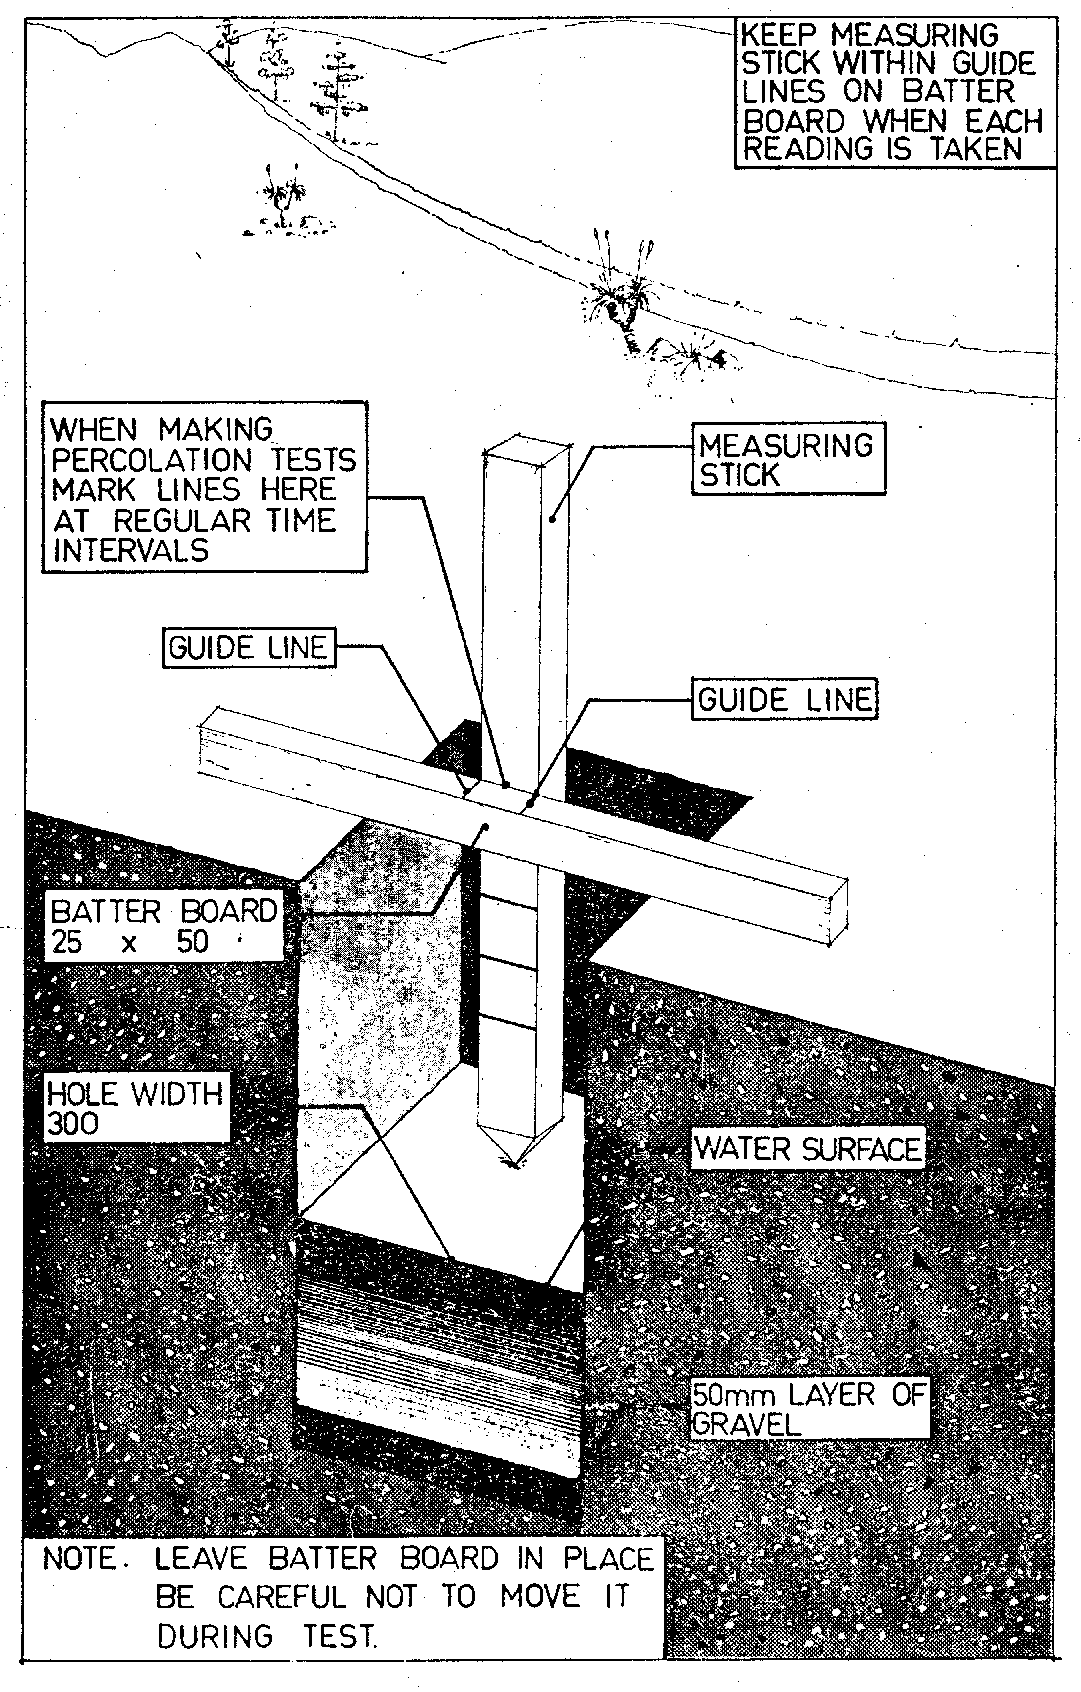 KEEP MEASURING
STICK WITHIN GUIDE
LINES ON BATTER
BOARD WHEN EACH
READING IS TAKEN
WHEN MAKING
PERCOLATION TESTS
MARK LINES HERE
AT REGULAR TIME
INTERVALS
MEASURING
STICK
GUIDE LINE
GUIDE LINE
BATTER BOARD
25 x 50
HOLE WIDTH
300
WATER SURFACE
50mm LAYER OF
GRAVEL
NOTE. LEAVE BATTER BOARD IN PLACE
BE CAREFUL NOT TO MOVE IT
DURING TEST.